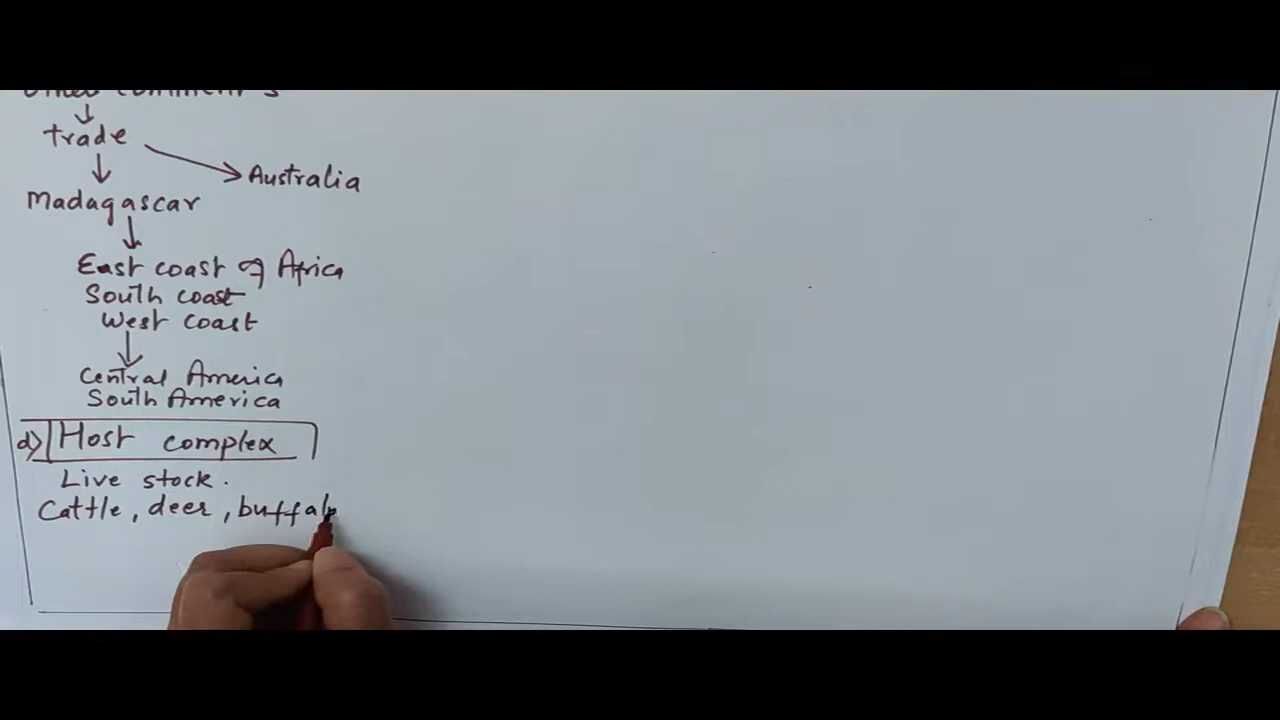 trade
Australia
Madagascar
East coast of Africa
South coast
West coast
Central America
South America
d) Host complex
Live stock.
Cattle, deer, buffalo